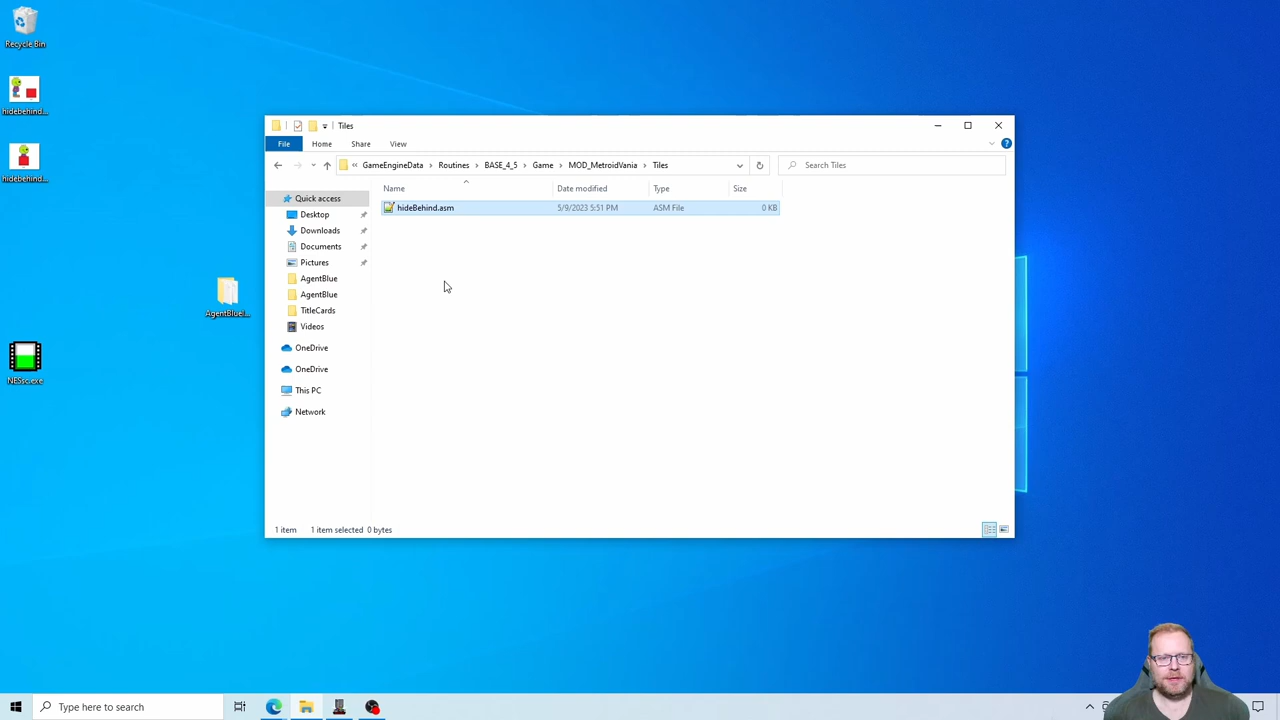 Recycle Bin
hidebehind...
hidebehind...
AgentBlueI...
NESsc.exe
Tiles
File Home Share View
« GameEngineData › Routines › BASE_4_5 › Game › MOD_MetroidVania › Tiles
Search Tiles
Name Date modified Type Size
hideBehind.asm 5/9/2023 5:51 PM ASM File 0 KB
Quick access
Desktop
Downloads
Documents
Pictures
AgentBlue
AgentBlue
TitleCards
Videos
OneDrive
OneDrive
This PC
Network
1 item 1 item selected 0 bytes
Type here to search